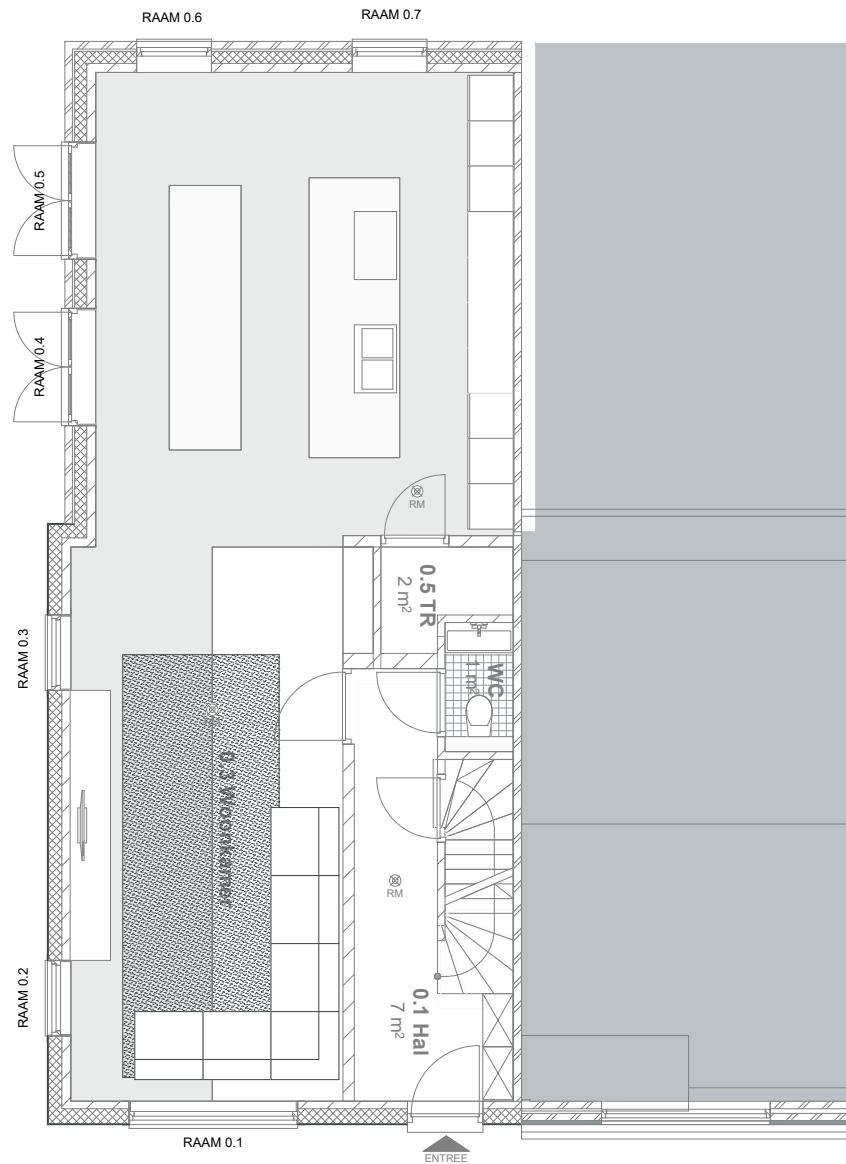 RAAM 0.6
RAAM 0.7
RAAM 0.5
RAAM 0.4
RM
0.5 TR
2 m²
RAAM 0.3
WC
1 m²
RM
0.3 Woonkamer
RM
RAAM 0.2
0.1 Hal
7 m²
RAAM 0.1
ENTREE